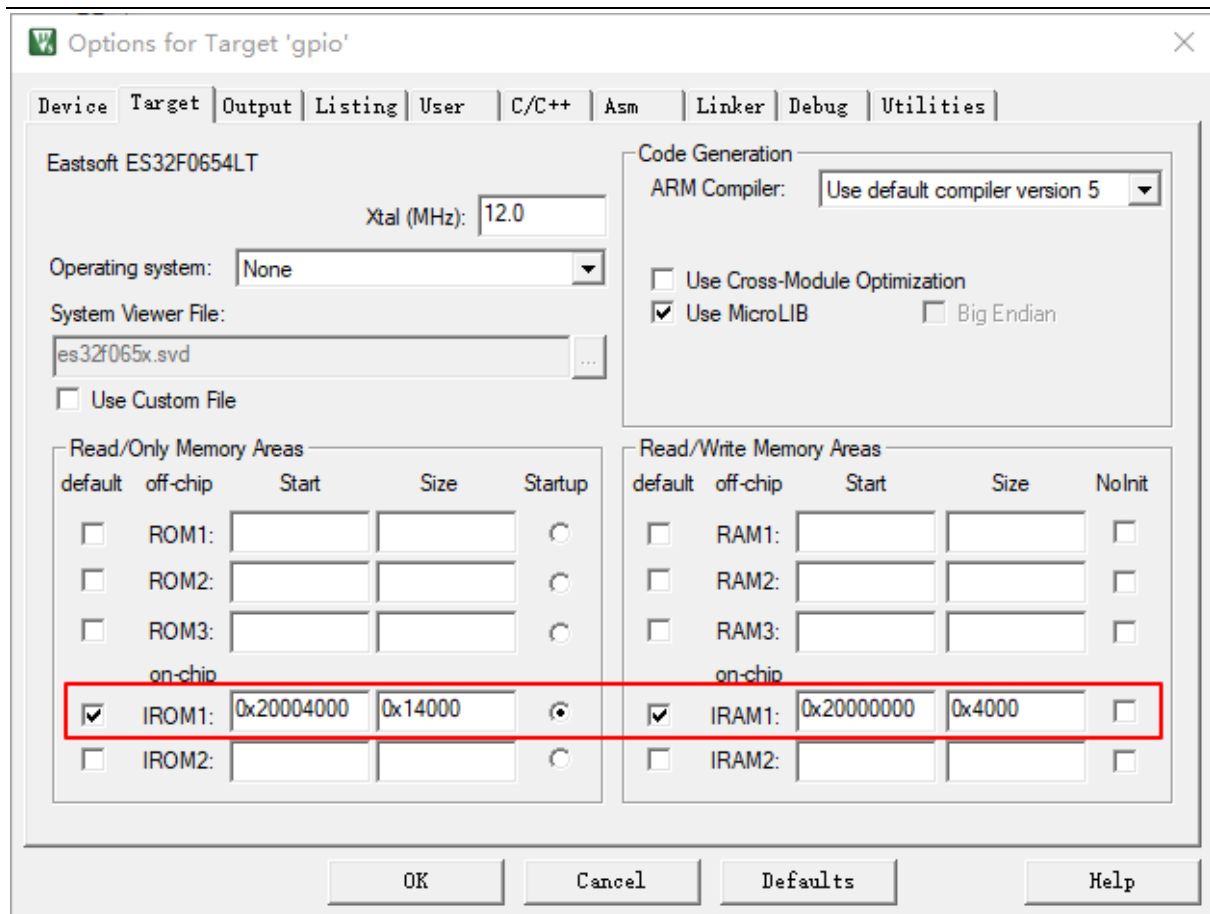 Options for Target 'gpio'
Device Target Output Listing User C/C++ Asm Linker Debug Utilities
Eastsoft ES32F0654LT
Xtal (MHz): 12.0
Operating system: None
System Viewer File:
es32f065x.svd ...
Use Custom File
Code Generation
ARM Compiler: Use default compiler version 5
Use Cross-Module Optimization
Use MicroLIB Big Endian
Read/Only Memory Areas
default off-chip Start Size Startup
ROM1:
ROM2:
ROM3:
on-chip
IROM1: 0x20004000 0x14000
IROM2:
Read/Write Memory Areas
default off-chip Start Size NoInit
RAM1:
RAM2:
RAM3:
on-chip
IRAM1: 0x20000000 0x4000
IRAM2:
OK Cancel Defaults Help